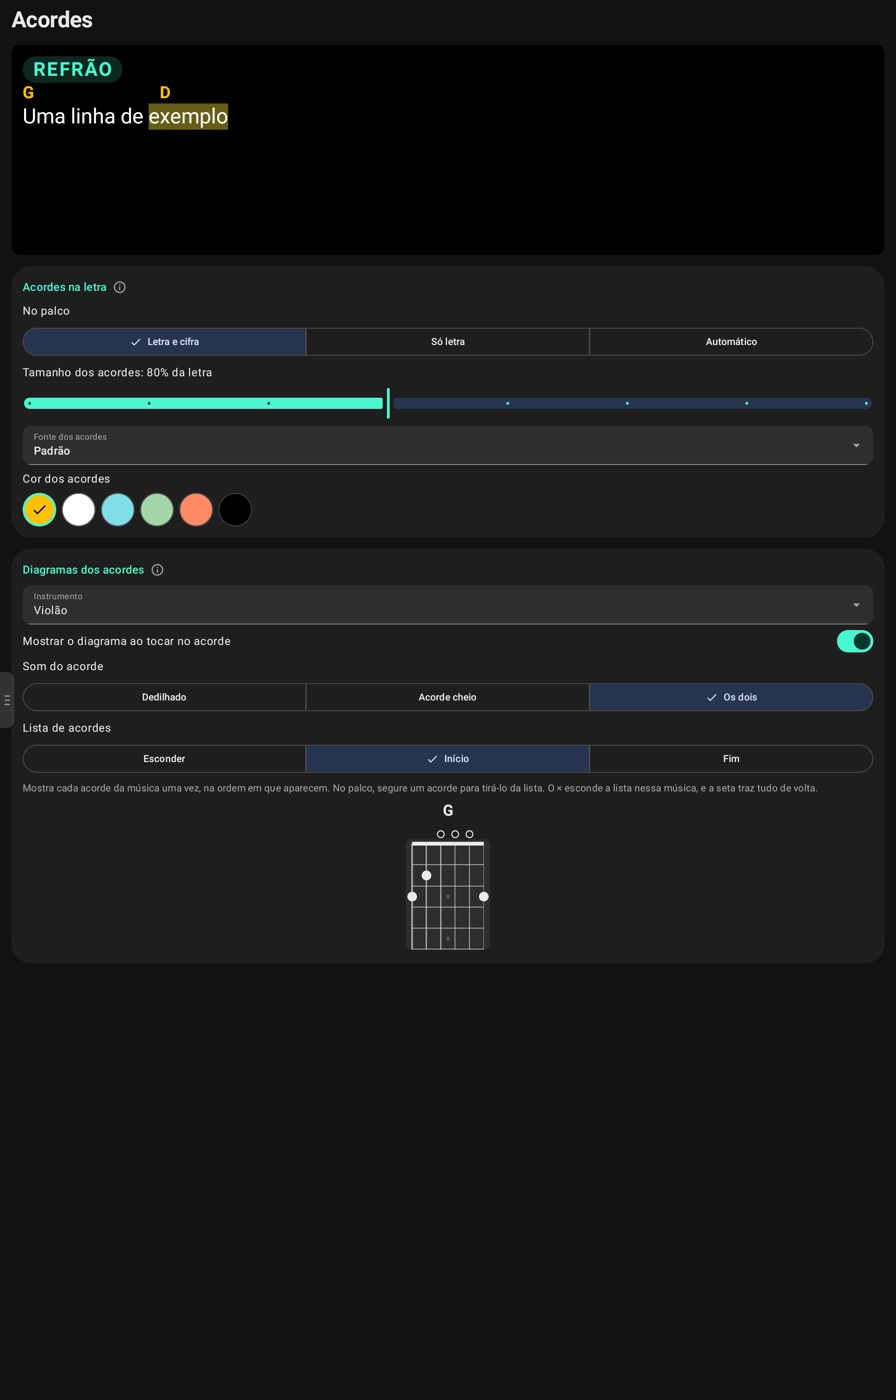 Acordes
REFRÃO
G D
Uma linha de exemplo
Acordes na letra
No palco
Letra e cifra Só letra Automático
Tamanho dos acordes: 80% da letra
Fonte dos acordes
Padrão
Cor dos acordes
Diagramas dos acordes
Instrumento
Violão
Mostrar o diagrama ao tocar no acorde
Som do acorde
Dedilhado Acorde cheio Os dois
Lista de acordes
Esconder Início Fim
Mostra cada acorde da música uma vez, na ordem em que aparecem. No palco, segure um acorde para tirá-lo da lista. O × esconde a lista nessa música, e a seta traz tudo de volta.
G